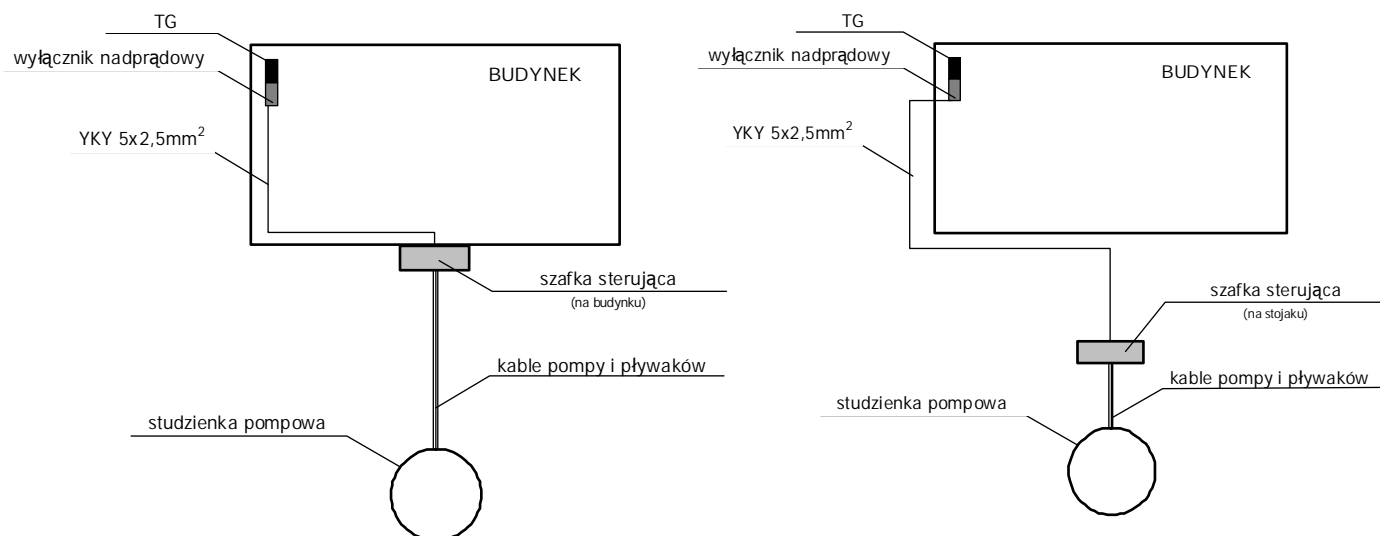 TG
wyłącznik nadprądowy
BUDYNEK
YKY 5x2,5mm²
szafka sterująca
(na budynku)
kable pompy i pływaków
studzienka pompowa
TG
wyłącznik nadprądowy
BUDYNEK
YKY 5x2,5mm²
szafka sterująca
(na stojaku)
kable pompy i pływaków
studzienka pompowa